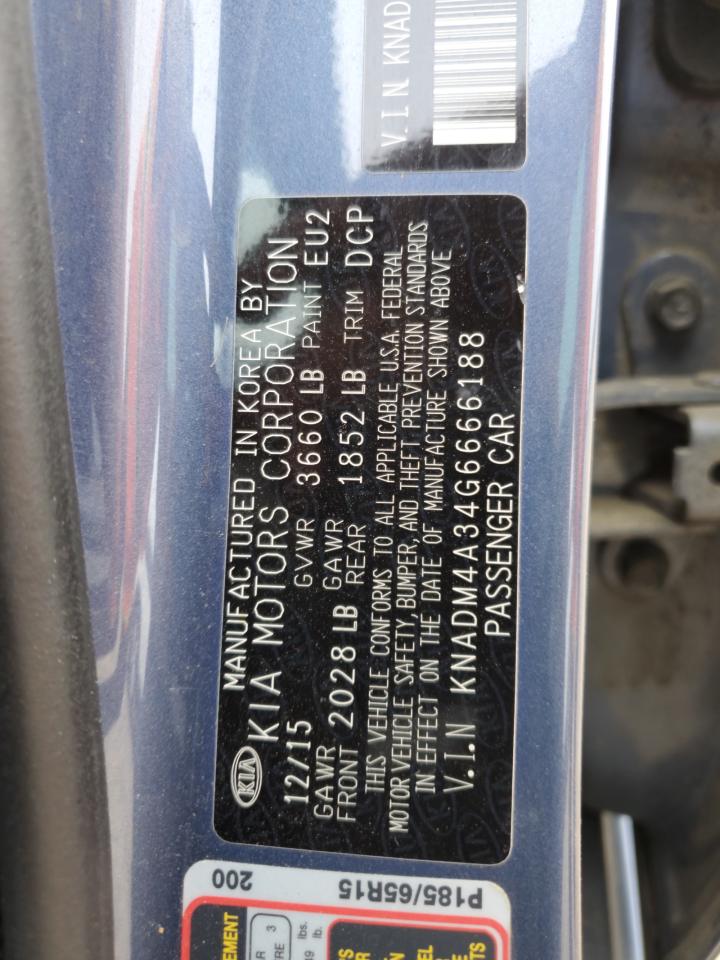 V.I.N KNAD
KIA
MANUFACTURED IN KOREA BY
KIA MOTORS CORPORATION
12/15 GVWR 3660 LB PAINT EU2
GAWR GAWR
FRONT 2028 LB REAR 1852 LB TRIM DCP
THIS VEHICLE CONFORMS TO ALL APPLICABLE U.S.A. FEDERAL
MOTOR VEHICLE SAFETY, BUMPER, AND THEFT PREVENTION STANDARDS
IN EFFECT ON THE DATE OF MANUFACTURE SHOWN ABOVE
V.I.N KNADM4A34G6666188
PASSENGER CAR
P185/65R15
200